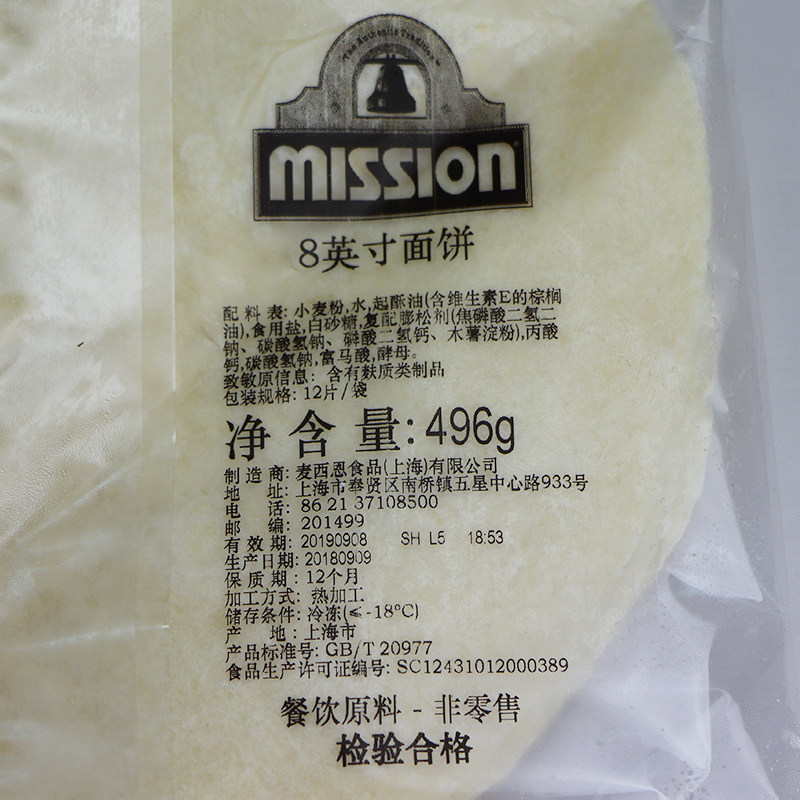 The Authentic Tradition™
MISSION
8英寸面饼
配料表:小麦粉,水,起酥油(含维生素E的棕榈
油),食用盐,白砂糖,复配膨松剂(焦磷酸二氢二
钠、碳酸氢钠、磷酸二氢钙、木薯淀粉),丙酸
钙,碳酸氢钠,富马酸,酵母。
致敏原信息:含有麸质类制品
包装规格:12片/袋
净含量:496g
制造商:麦西恩食品(上海)有限公司
地址:上海市奉贤区南桥镇五星中心路933号
电话:86 21 37108500
邮编:201499
有效期:20190908 SH L5 18:53
生产日期:20180909
保质期:12个月
加工方式:热加工
储存条件:冷冻(≤-18°C)
产地:上海市
产品标准号:GB/T 20977
食品生产许可证编号:SC12431012000389
餐饮原料 - 非零售
检验合格